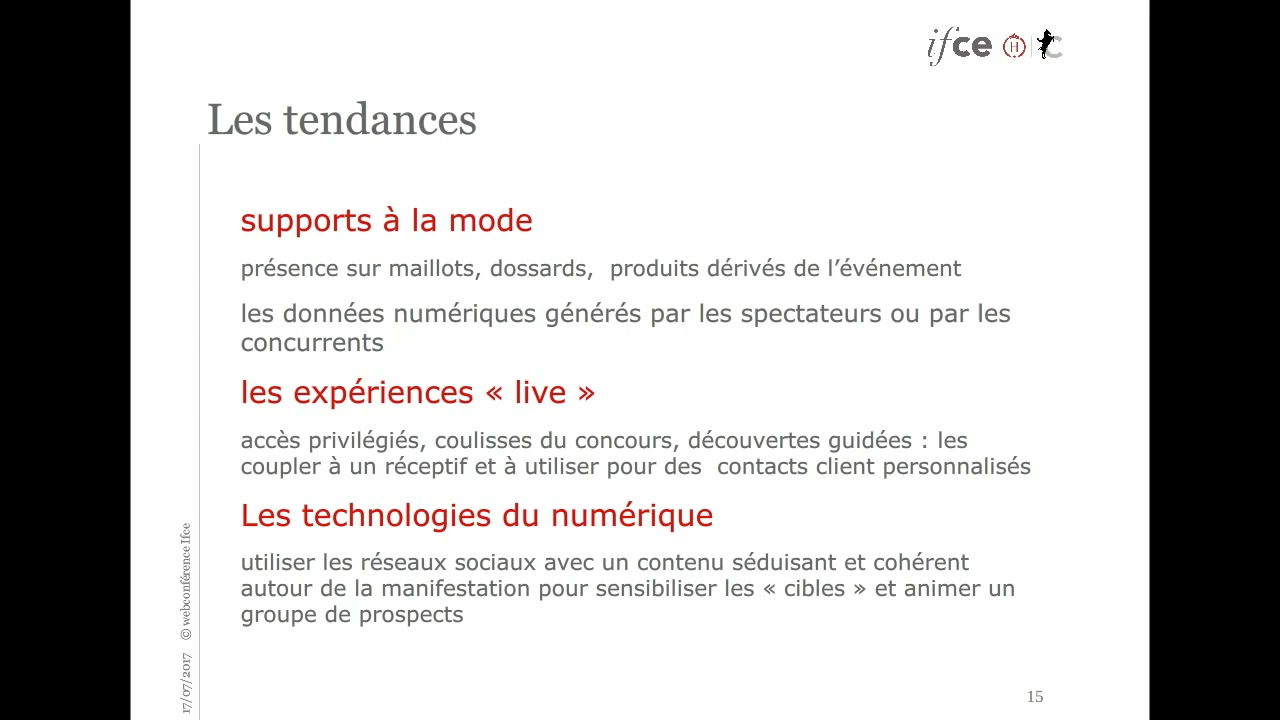 ifce
H
C
Les tendances
supports à la mode
présence sur maillots, dossards,  produits dérivés de l’événement
les données numériques générés par les spectateurs ou par les
concurrents
les expériences « live »
accès privilégiés, coulisses du concours, découvertes guidées : les
coupler à un réceptif et à utiliser pour des  contacts client personnalisés
Les technologies du numérique
utiliser les réseaux sociaux avec un contenu séduisant et cohérent
autour de la manifestation pour sensibiliser les « cibles » et animer un
groupe de prospects
17/07/2017 © webconférence Ifce
15